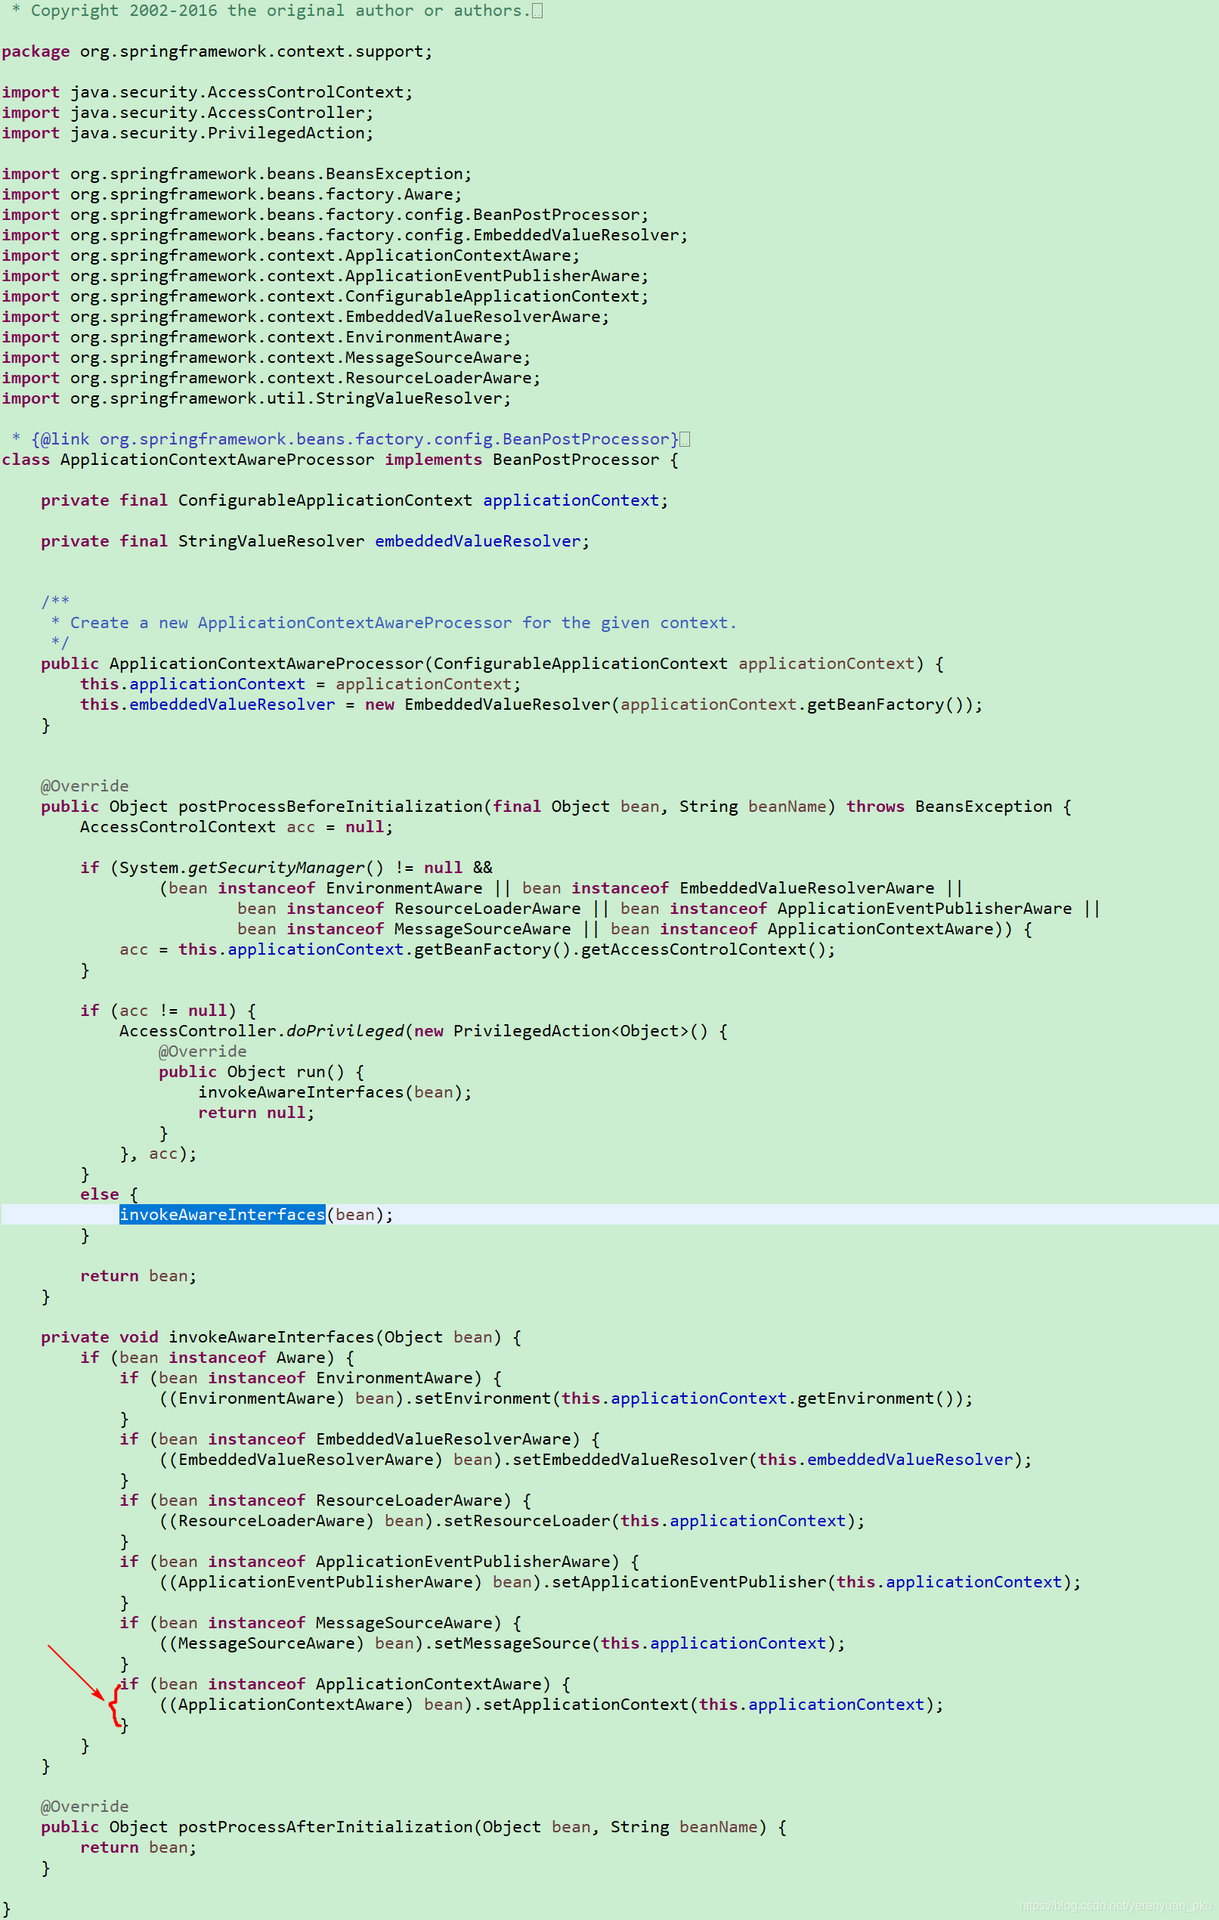 * Copyright 2002-2016 the original author or authors.

package org.springframework.context.support;

import java.security.AccessControlContext;
import java.security.AccessController;
import java.security.PrivilegedAction;

import org.springframework.beans.BeansException;
import org.springframework.beans.factory.Aware;
import org.springframework.beans.factory.config.BeanPostProcessor;
import org.springframework.beans.factory.config.EmbeddedValueResolver;
import org.springframework.context.ApplicationContextAware;
import org.springframework.context.ApplicationEventPublisherAware;
import org.springframework.context.ConfigurableApplicationContext;
import org.springframework.context.EmbeddedValueResolverAware;
import org.springframework.context.EnvironmentAware;
import org.springframework.context.MessageSourceAware;
import org.springframework.context.ResourceLoaderAware;
import org.springframework.util.StringValueResolver;

 * {@link org.springframework.beans.factory.config.BeanPostProcessor}
class ApplicationContextAwareProcessor implements BeanPostProcessor {

    private final ConfigurableApplicationContext applicationContext;

    private final StringValueResolver embeddedValueResolver;


    /**
     * Create a new ApplicationContextAwareProcessor for the given context.
     */
    public ApplicationContextAwareProcessor(ConfigurableApplicationContext applicationContext) {
        this.applicationContext = applicationContext;
        this.embeddedValueResolver = new EmbeddedValueResolver(applicationContext.getBeanFactory());
    }


    @Override
    public Object postProcessBeforeInitialization(final Object bean, String beanName) throws BeansException {
        AccessControlContext acc = null;

        if (System.getSecurityManager() != null &&
                (bean instanceof EnvironmentAware || bean instanceof EmbeddedValueResolverAware ||
                        bean instanceof ResourceLoaderAware || bean instanceof ApplicationEventPublisherAware ||
                        bean instanceof MessageSourceAware || bean instanceof ApplicationContextAware)) {
            acc = this.applicationContext.getBeanFactory().getAccessControlContext();
        }

        if (acc != null) {
            AccessController.doPrivileged(new PrivilegedAction<Object>() {
                @Override
                public Object run() {
                    invokeAwareInterfaces(bean);
                    return null;
                }
            }, acc);
        }
        else {
            invokeAwareInterfaces(bean);
        }

        return bean;
    }

    private void invokeAwareInterfaces(Object bean) {
        if (bean instanceof Aware) {
            if (bean instanceof EnvironmentAware) {
                ((EnvironmentAware) bean).setEnvironment(this.applicationContext.getEnvironment());
            }
            if (bean instanceof EmbeddedValueResolverAware) {
                ((EmbeddedValueResolverAware) bean).setEmbeddedValueResolver(this.embeddedValueResolver);
            }
            if (bean instanceof ResourceLoaderAware) {
                ((ResourceLoaderAware) bean).setResourceLoader(this.applicationContext);
            }
            if (bean instanceof ApplicationEventPublisherAware) {
                ((ApplicationEventPublisherAware) bean).setApplicationEventPublisher(this.applicationContext);
            }
            if (bean instanceof MessageSourceAware) {
                ((MessageSourceAware) bean).setMessageSource(this.applicationContext);
            }
            if (bean instanceof ApplicationContextAware) {
                ((ApplicationContextAware) bean).setApplicationContext(this.applicationContext);
            }
        }
    }

    @Override
    public Object postProcessAfterInitialization(Object bean, String beanName) {
        return bean;
    }

}
https://blog.csdn.net/yerenyuan_pku